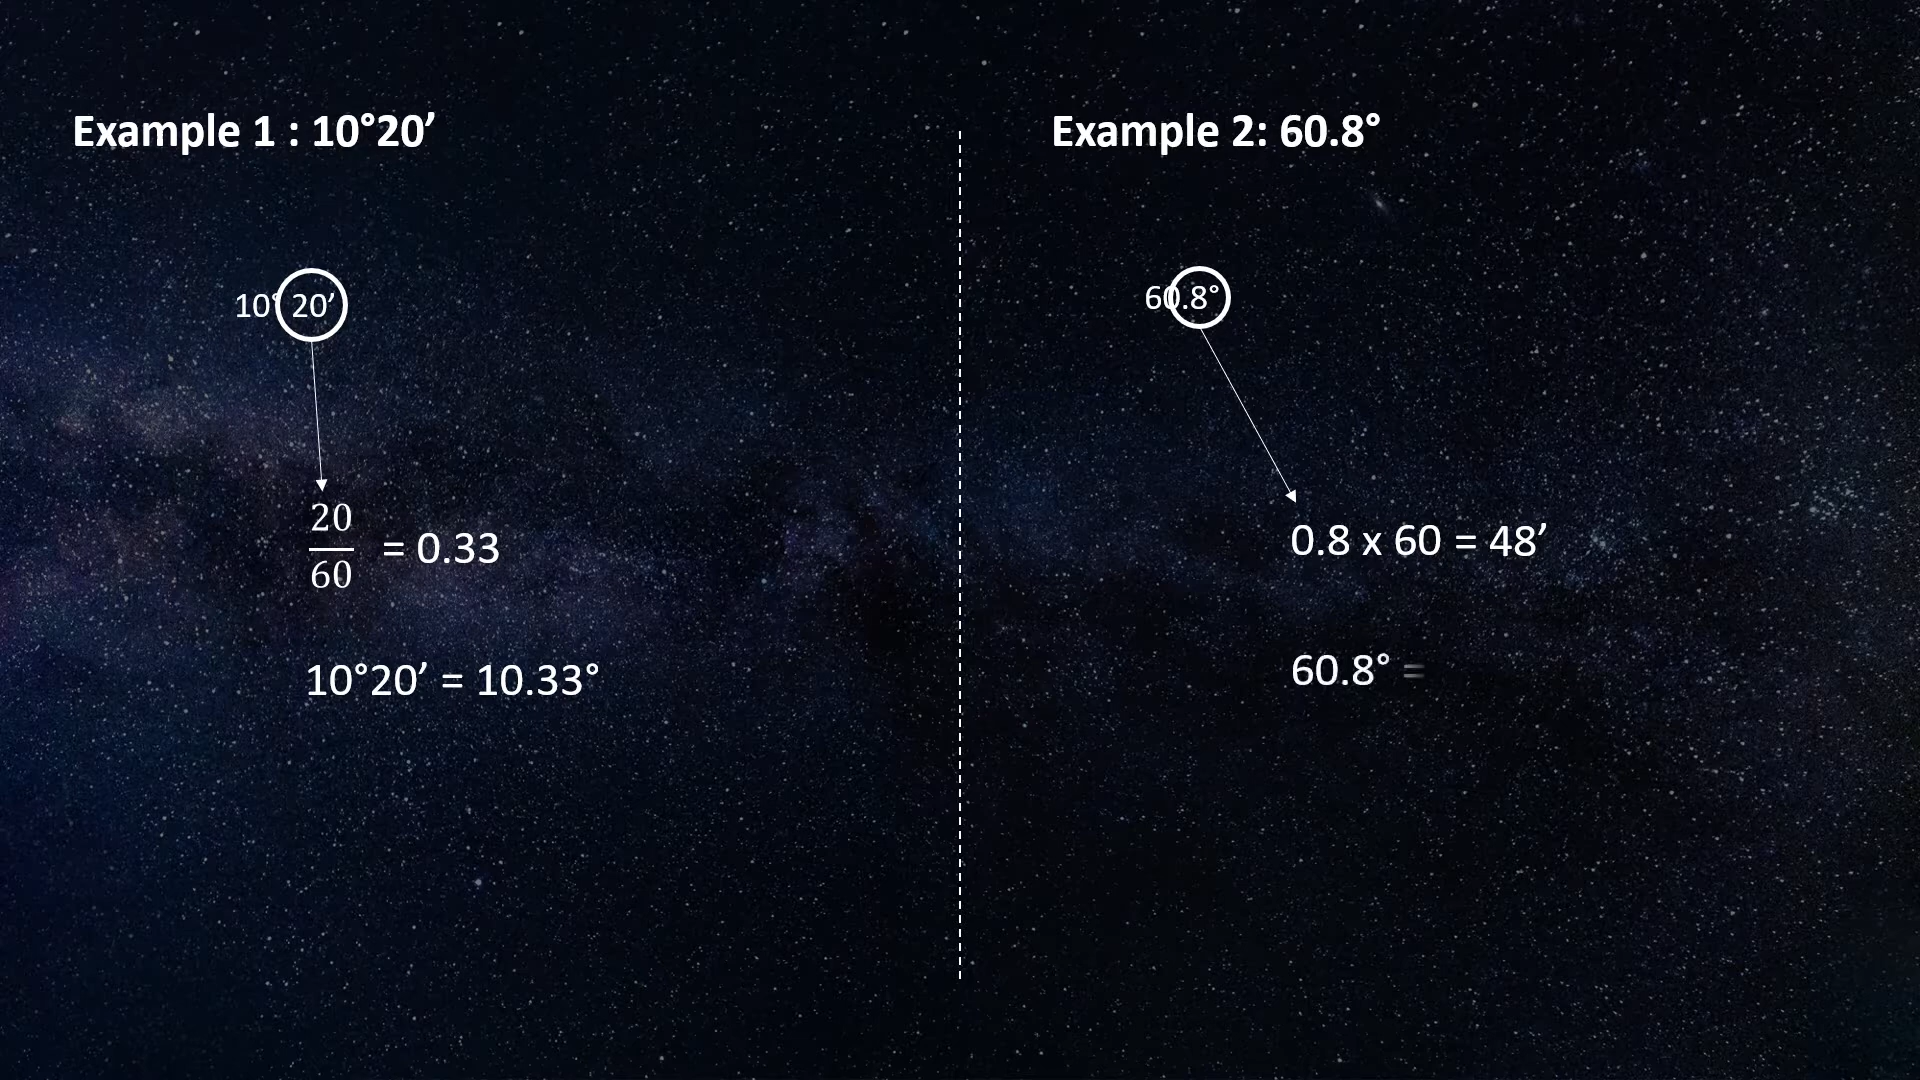 Example 1 : 10°20’
10° 20’
20
60
= 0.33
10°20’ = 10.33°
Example 2: 60.8°
60.8°
0.8 x 60 = 48’
60.8° =